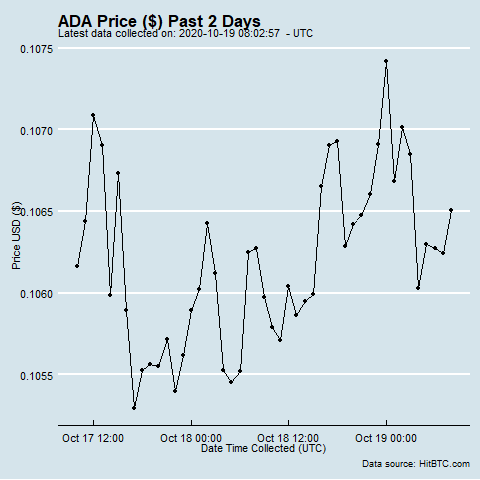 ADA Price ($) Past 2 Days
Latest data collected on: 2020-10-19 08:02:57 - UTC
0.1075
0.1070
0.1065
0.1060
0.1055
Price USD ($)
Oct 17 12:00 Oct 18 00:00 Oct 18 12:00 Oct 19 00:00
Date Time Collected (UTC)
Data source: HitBTC.com